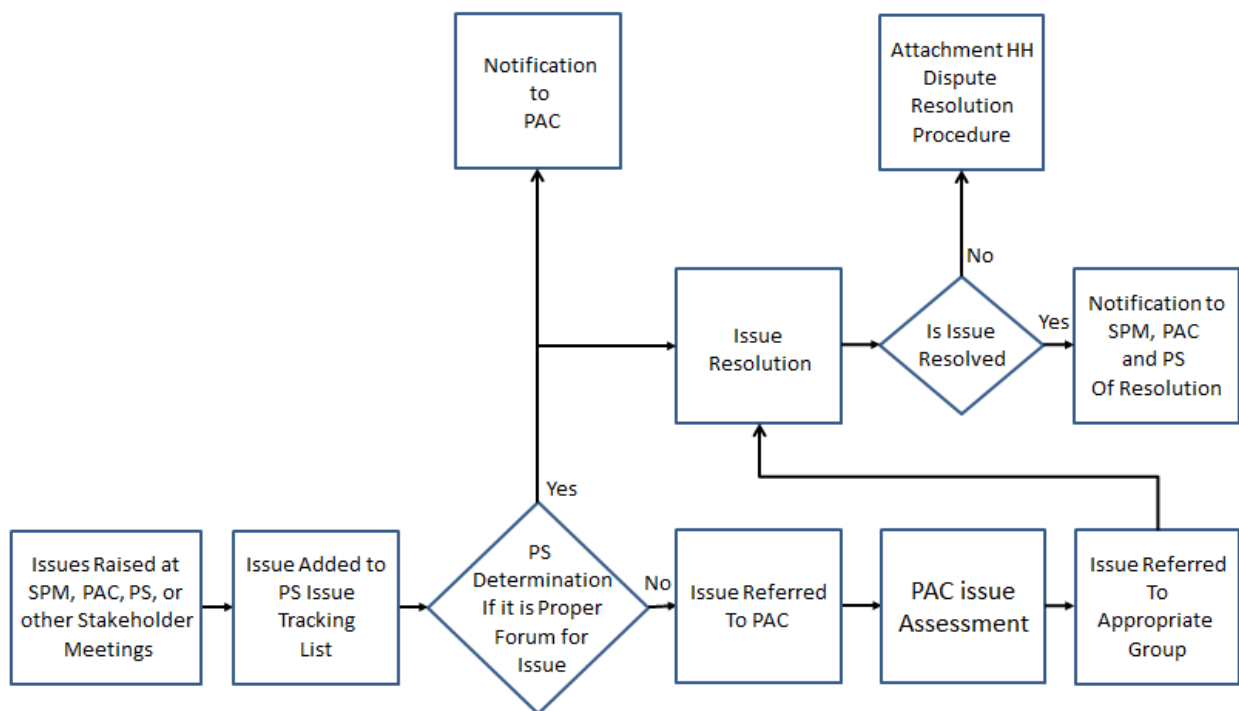 Notification
to
PAC
Attachment HH
Dispute
Resolution
Procedure
No
Issue
Resolution
Is Issue
Resolved
Yes
Notification to
SPM, PAC
and PS
Of Resolution
Yes
Issues Raised at
SPM, PAC, PS, or
other Stakeholder
Meetings
Issue Added to
PS Issue
Tracking
List
PS
Determination
If it is Proper
Forum for
Issue
No
Issue Referred
To PAC
PAC issue
Assessment
Issue Referred
To
Appropriate
Group